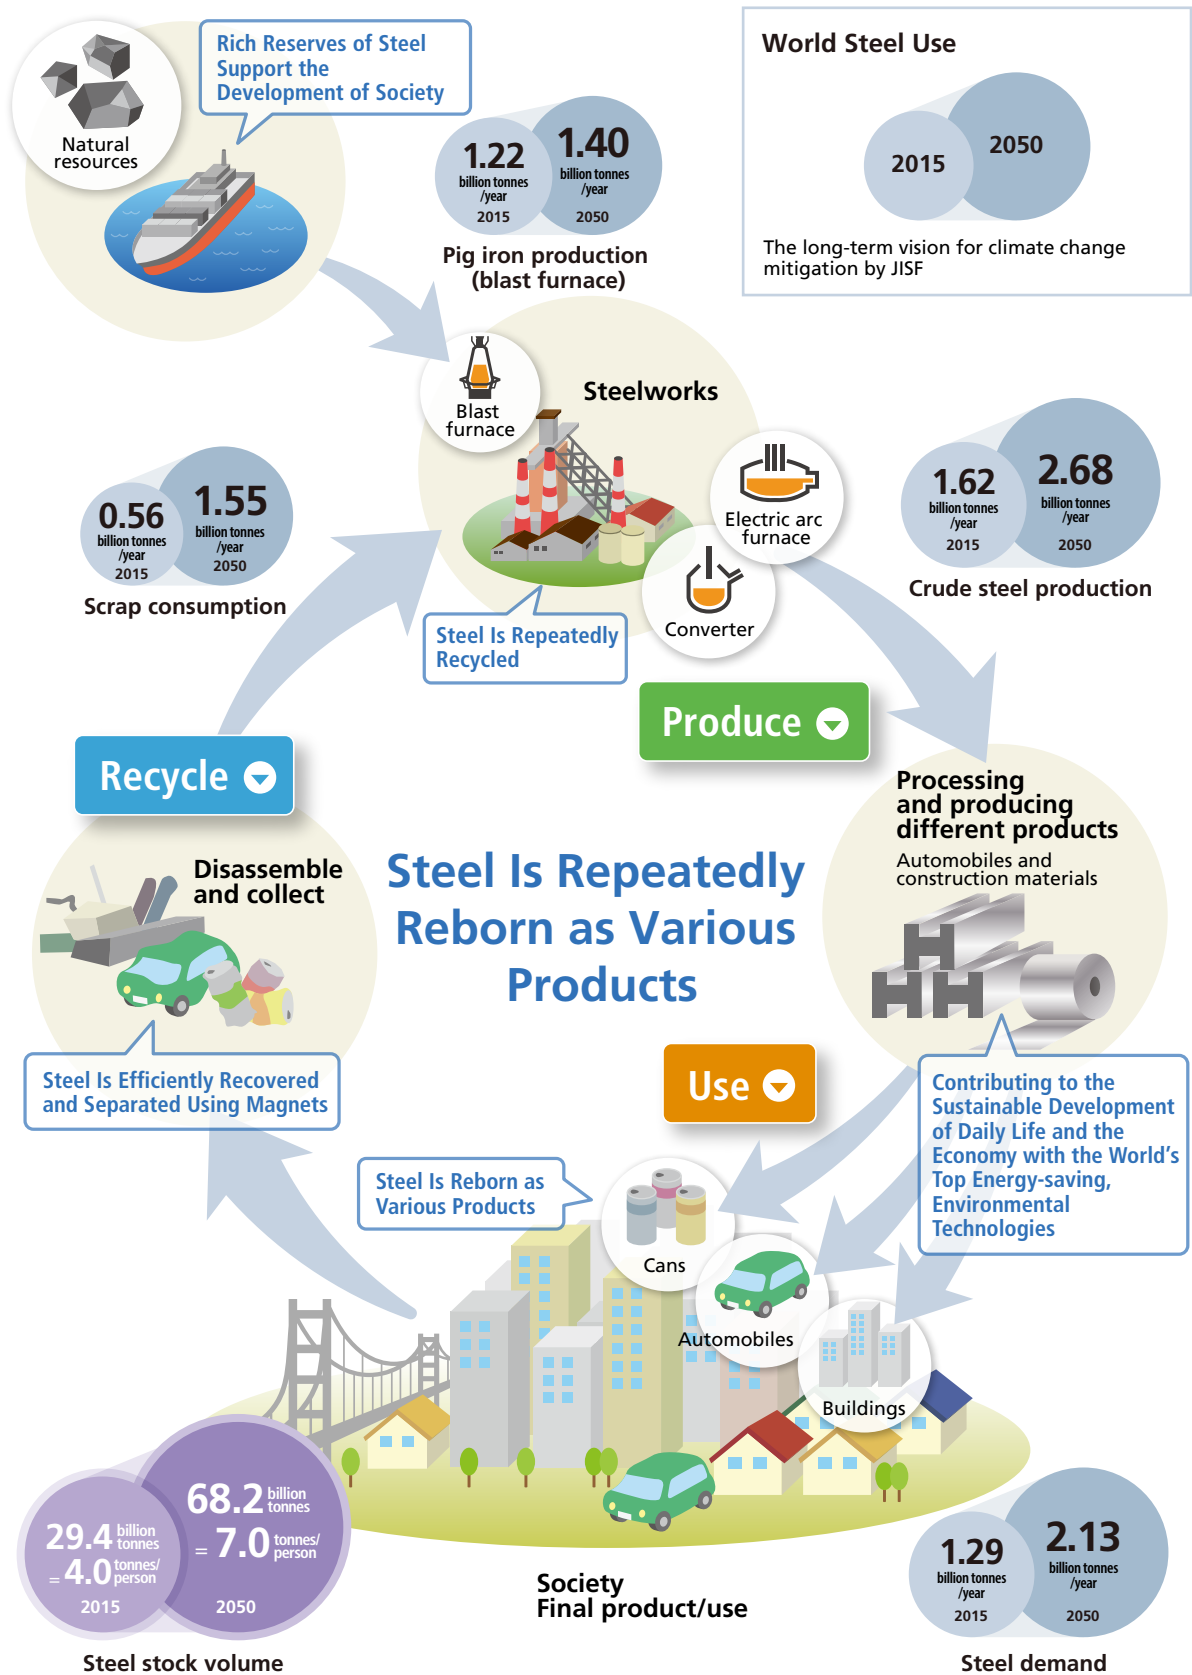 Rich Reserves of Steel
Support the
Development of Society
Natural
resources
World Steel Use
2015
2050
The long-term vision for climate change
mitigation by JISF
1.22
billion tonnes
/year
2015
1.40
billion tonnes
/year
2050
Pig iron production
(blast furnace)
Blast
furnace
Steelworks
Electric arc
furnace
Converter
Steel Is Repeatedly
Recycled
0.56
billion tonnes
/year
2015
1.55
billion tonnes
/year
2050
Scrap consumption
1.62
billion tonnes
/year
2015
2.68
billion tonnes
/year
2050
Crude steel production
Produce
Recycle
Processing
and producing
different products
Automobiles and
construction materials
Disassemble
and collect
Steel Is Repeatedly
Reborn as Various
Products
Steel Is Efficiently Recovered
and Separated Using Magnets
Use
Contributing to the
Sustainable Development
of Daily Life and the
Economy with the World's
Top Energy-saving,
Environmental
Technologies
Steel Is Reborn as
Various Products
Cans
Automobiles
Buildings
29.4 billion tonnes
= 4.0 tonnes/person
2015
68.2 billion tonnes
= 7.0 tonnes/person
2050
Steel stock volume
Society
Final product/use
1.29
billion tonnes
/year
2015
2.13
billion tonnes
/year
2050
Steel demand